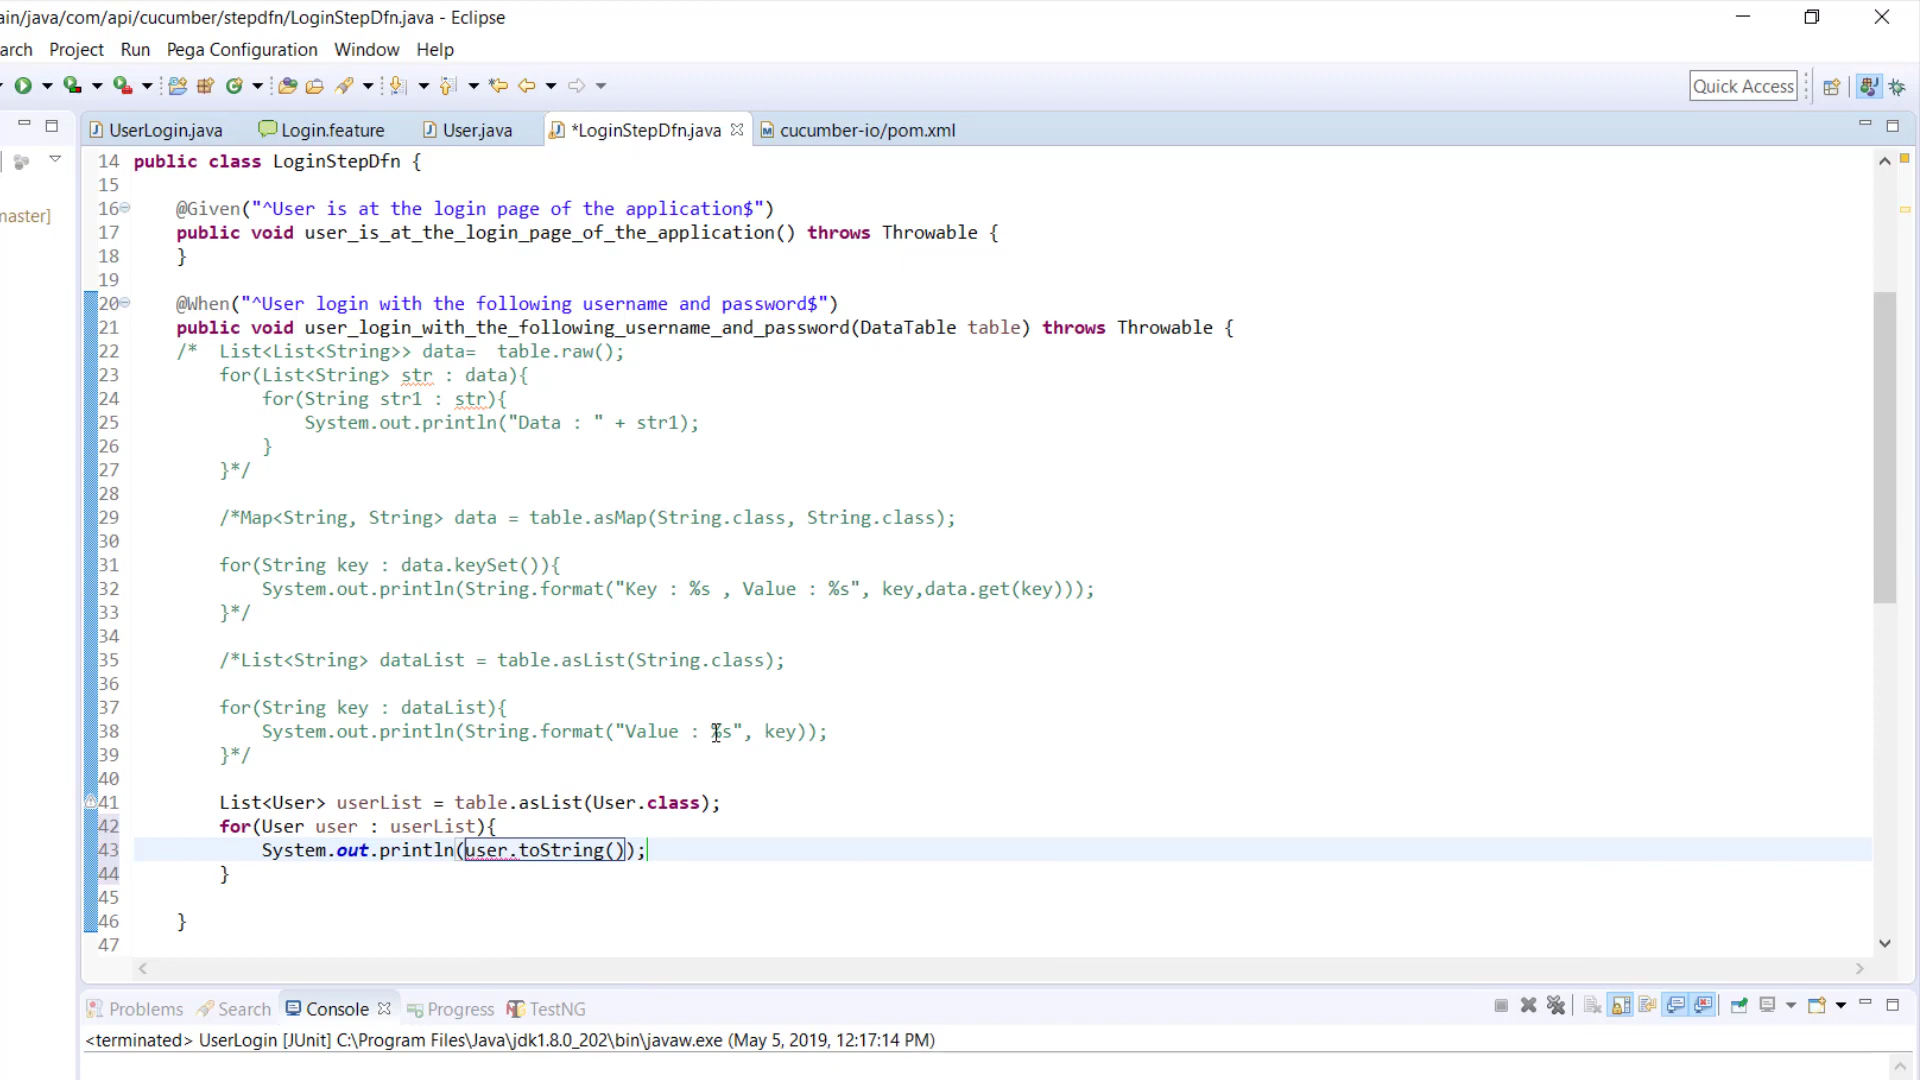 ain/java/com/api/cucumber/stepdfn/LoginStepDfn.java - Eclipse
arch Project Run Pega Configuration Window Help
Quick Access
UserLogin.java Login.feature User.java *LoginStepDfn.java cucumber-io/pom.xml
naster]
14 public class LoginStepDfn {
15
16 @Given("^User is at the login page of the application$")
17 public void user_is_at_the_login_page_of_the_application() throws Throwable {
18 }
19
20 @When("^User login with the following username and password$")
21 public void user_login_with_the_following_username_and_password(DataTable table) throws Throwable {
22 /* List<List<String>> data= table.raw();
23 for(List<String> str : data){
24 for(String str1 : str){
25 System.out.println("Data : " + str1);
26 }
27 }*/
28
29 /*Map<String, String> data = table.asMap(String.class, String.class);
30
31 for(String key : data.keySet()){
32 System.out.println(String.format("Key : %s , Value : %s", key,data.get(key)));
33 }*/
34
35 /*List<String> dataList = table.asList(String.class);
36
37 for(String key : dataList){
38 System.out.println(String.format("Value : %s", key));
39 }*/
40
41 List<User> userList = table.asList(User.class);
42 for(User user : userList){
43 System.out.println(user.toString());
44 }
45
46 }
47
Problems Search Console Progress TestNG
<terminated> UserLogin [JUnit] C:\Program Files\Java\jdk1.8.0_202\bin\javaw.exe (May 5, 2019, 12:17:14 PM)